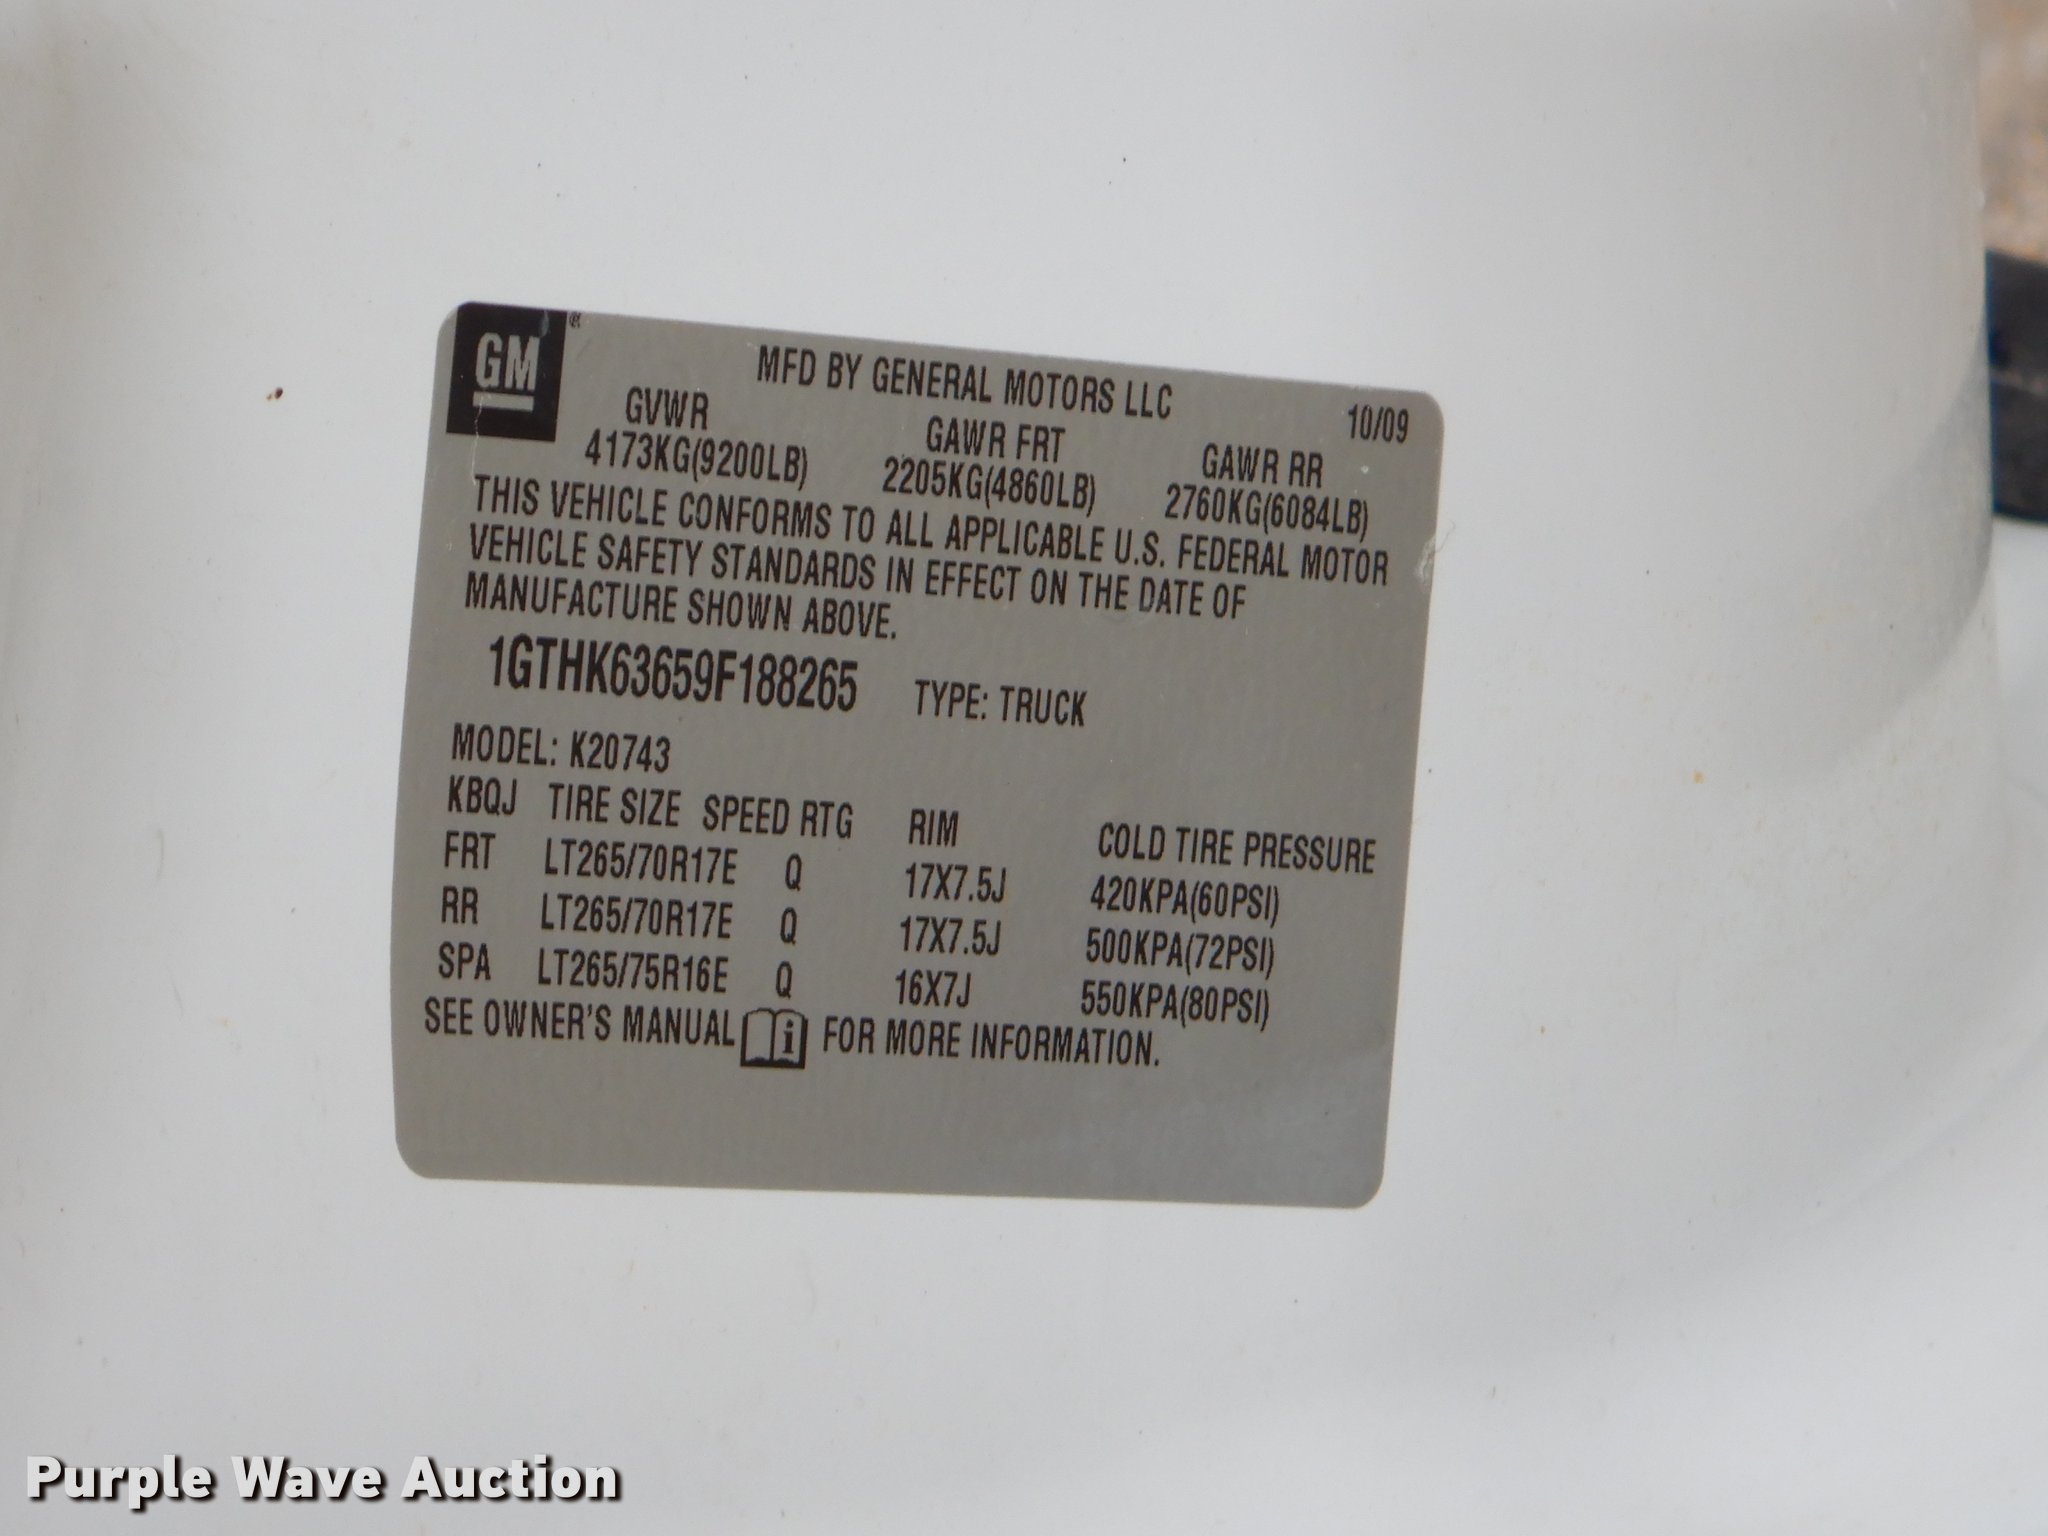 GM
MFD BY GENERAL MOTORS LLC 10/09
GVWR GAWR FRT GAWR RR
4173KG(9200LB) 2205KG(4860LB) 2760KG(6084LB)
THIS VEHICLE CONFORMS TO ALL APPLICABLE U.S. FEDERAL MOTOR
VEHICLE SAFETY STANDARDS IN EFFECT ON THE DATE OF
MANUFACTURE SHOWN ABOVE.
1GTHK63659F188265 TYPE: TRUCK
MODEL: K20743
KBQJ TIRE SIZE SPEED RTG RIM COLD TIRE PRESSURE
FRT LT265/70R17E Q 17X7.5J 420KPA(60PSI)
RR LT265/70R17E Q 17X7.5J 500KPA(72PSI)
SPA LT265/75R16E Q 16X7J 550KPA(80PSI)
SEE OWNER'S MANUAL i FOR MORE INFORMATION.
Purple Wave Auction